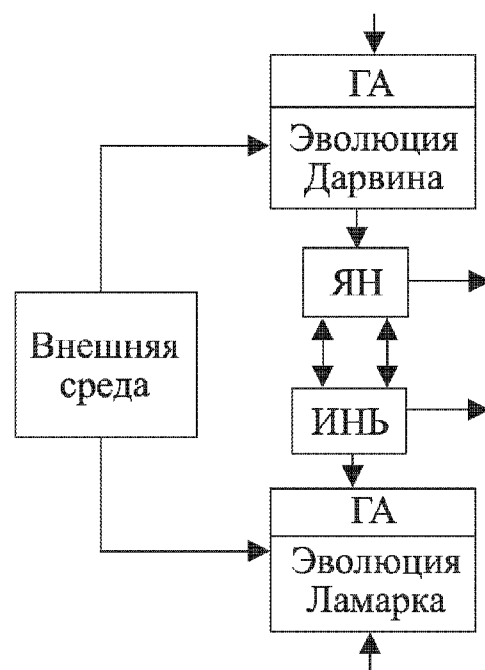 ГА
Эволюция
Дарвина
ЯН
Внешняя
среда
ИНЬ
ГА
Эволюция
Ламарка